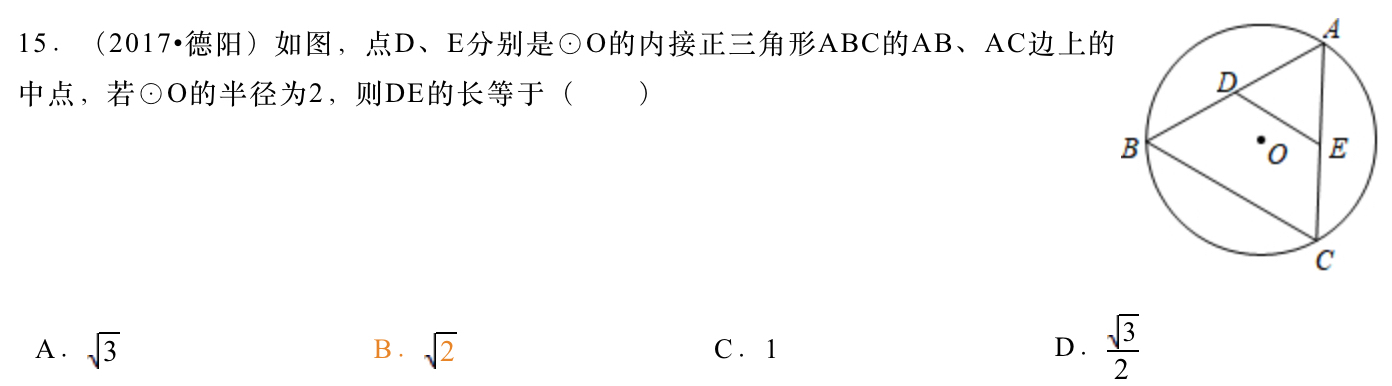 15. （2017•德阳）如图，点D、E分别是⊙O的内接正三角形ABC的AB、AC边上的
中点，若⊙O的半径为2，则DE的长等于（　　）
A
D
B
O
E
C
A. √3 B. √2 C. 1 D. √3/2